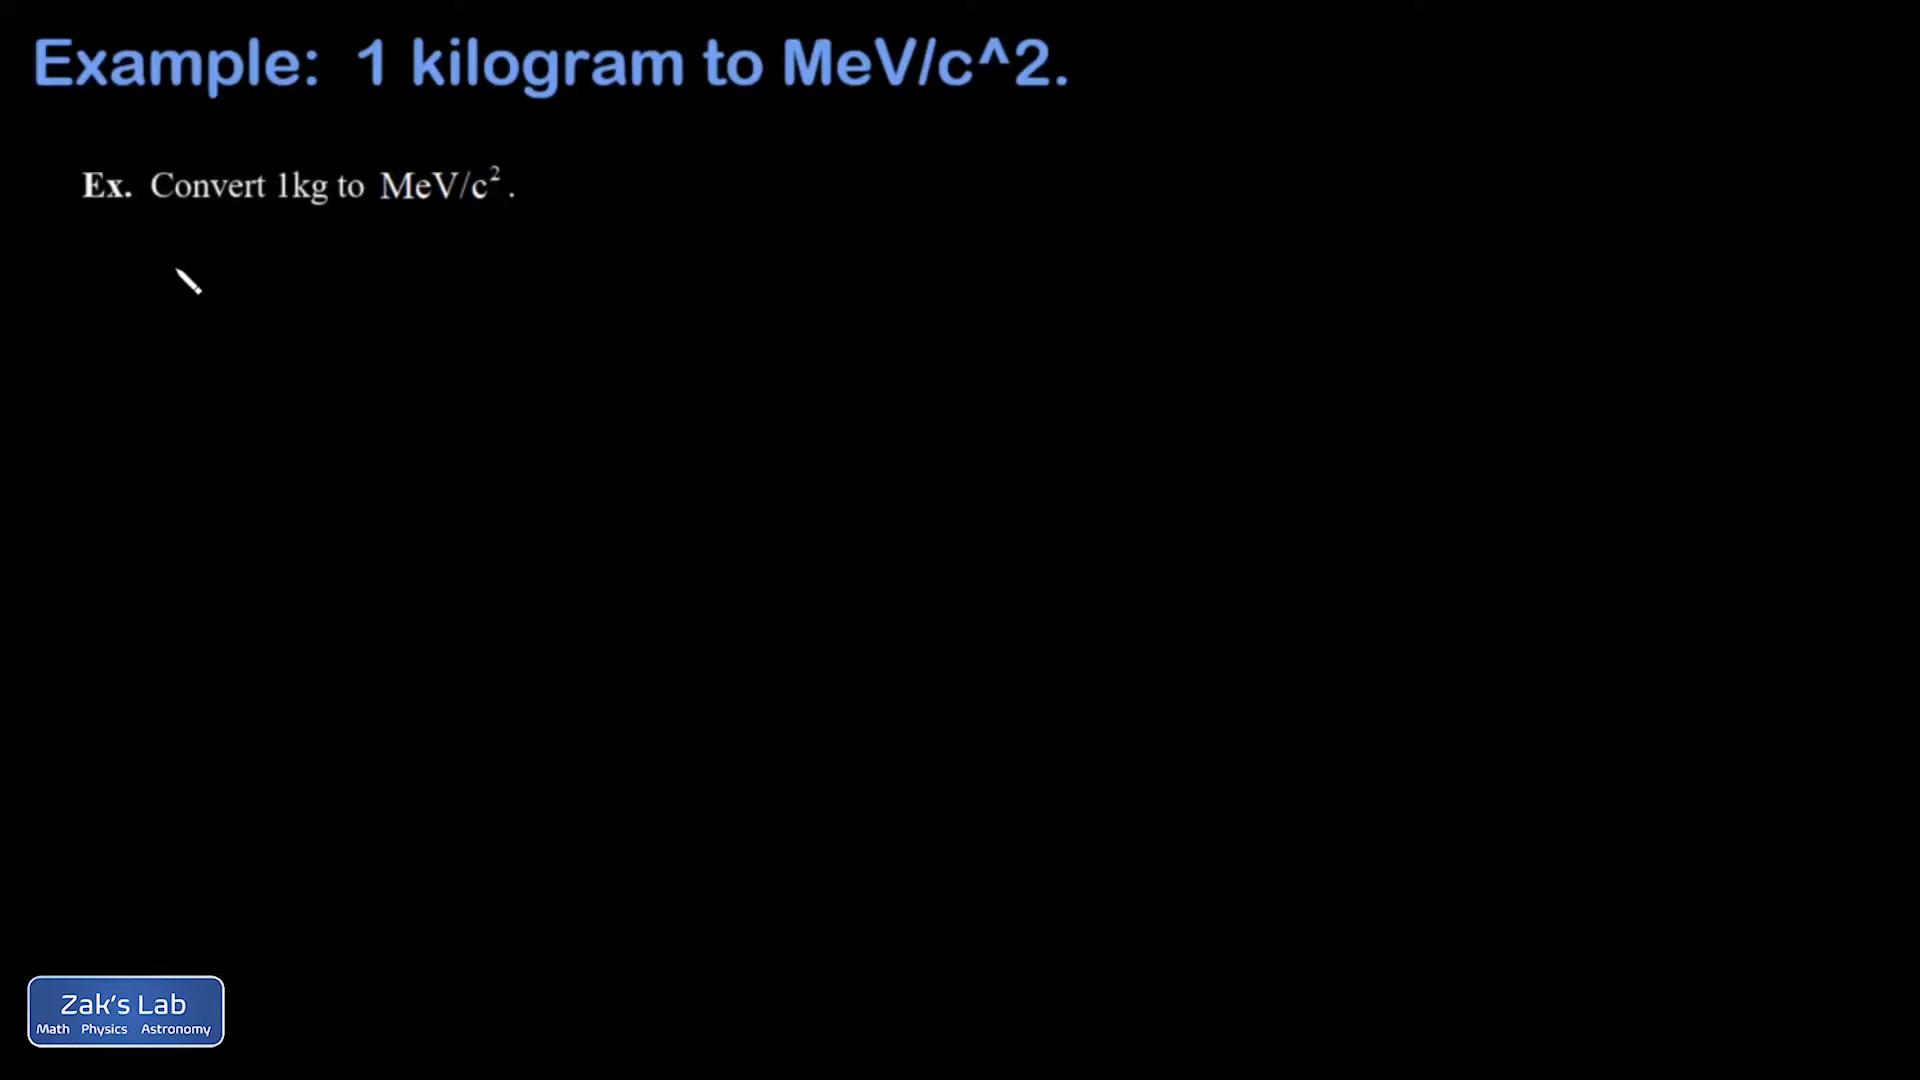 Example: 1 kilogram to MeV/c^2.
Ex. Convert 1kg to MeV/c².
Zak's Lab
Math Physics Astronomy